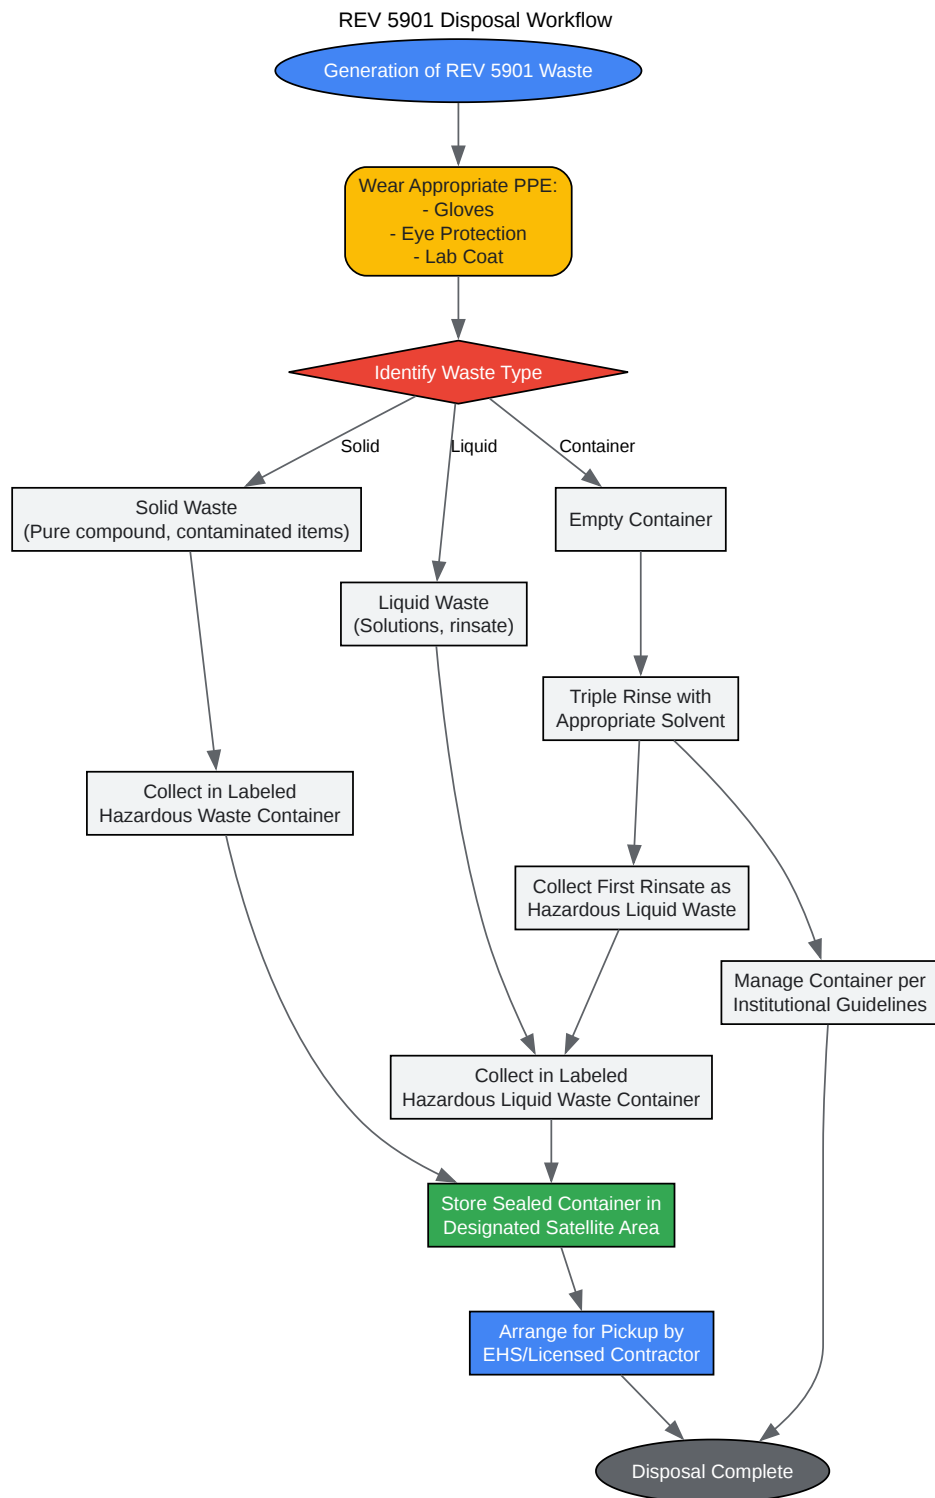 REV 5901 Disposal Workflow
Generation of REV 5901 Waste
Wear Appropriate PPE:
- Gloves
- Eye Protection
- Lab Coat
Identify Waste Type
Solid
Liquid
Container
Solid Waste
(Pure compound, contaminated items)
Empty Container
Liquid Waste
(Solutions, rinsate)
Triple Rinse with
Appropriate Solvent
Collect in Labeled
Hazardous Waste Container
Collect First Rinsate as
Hazardous Liquid Waste
Manage Container per
Institutional Guidelines
Collect in Labeled
Hazardous Liquid Waste Container
Store Sealed Container in
Designated Satellite Area
Arrange for Pickup by
EHS/Licensed Contractor
Disposal Complete